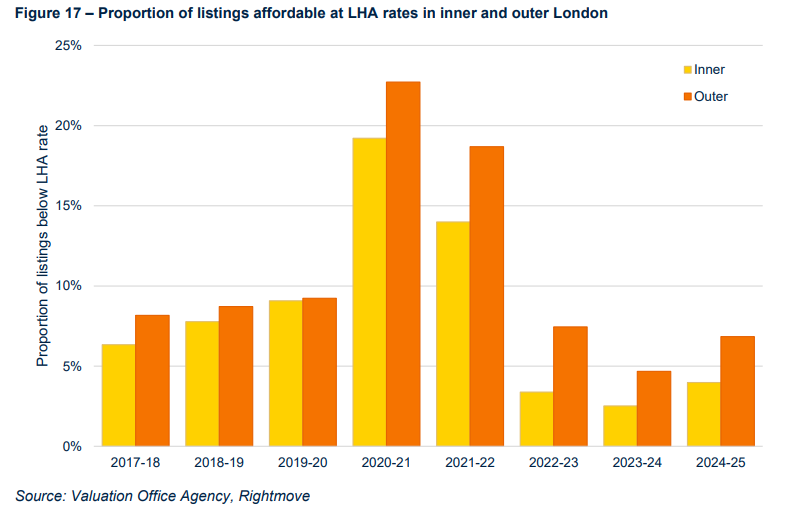 Figure 17 – Proportion of listings affordable at LHA rates in inner and outer London
Proportion of listings below LHA rate
25%
20%
15%
10%
5%
0%
Inner
Outer
2017-18 2018-19 2019-20 2020-21 2021-22 2022-23 2023-24 2024-25
Source: Valuation Office Agency, Rightmove